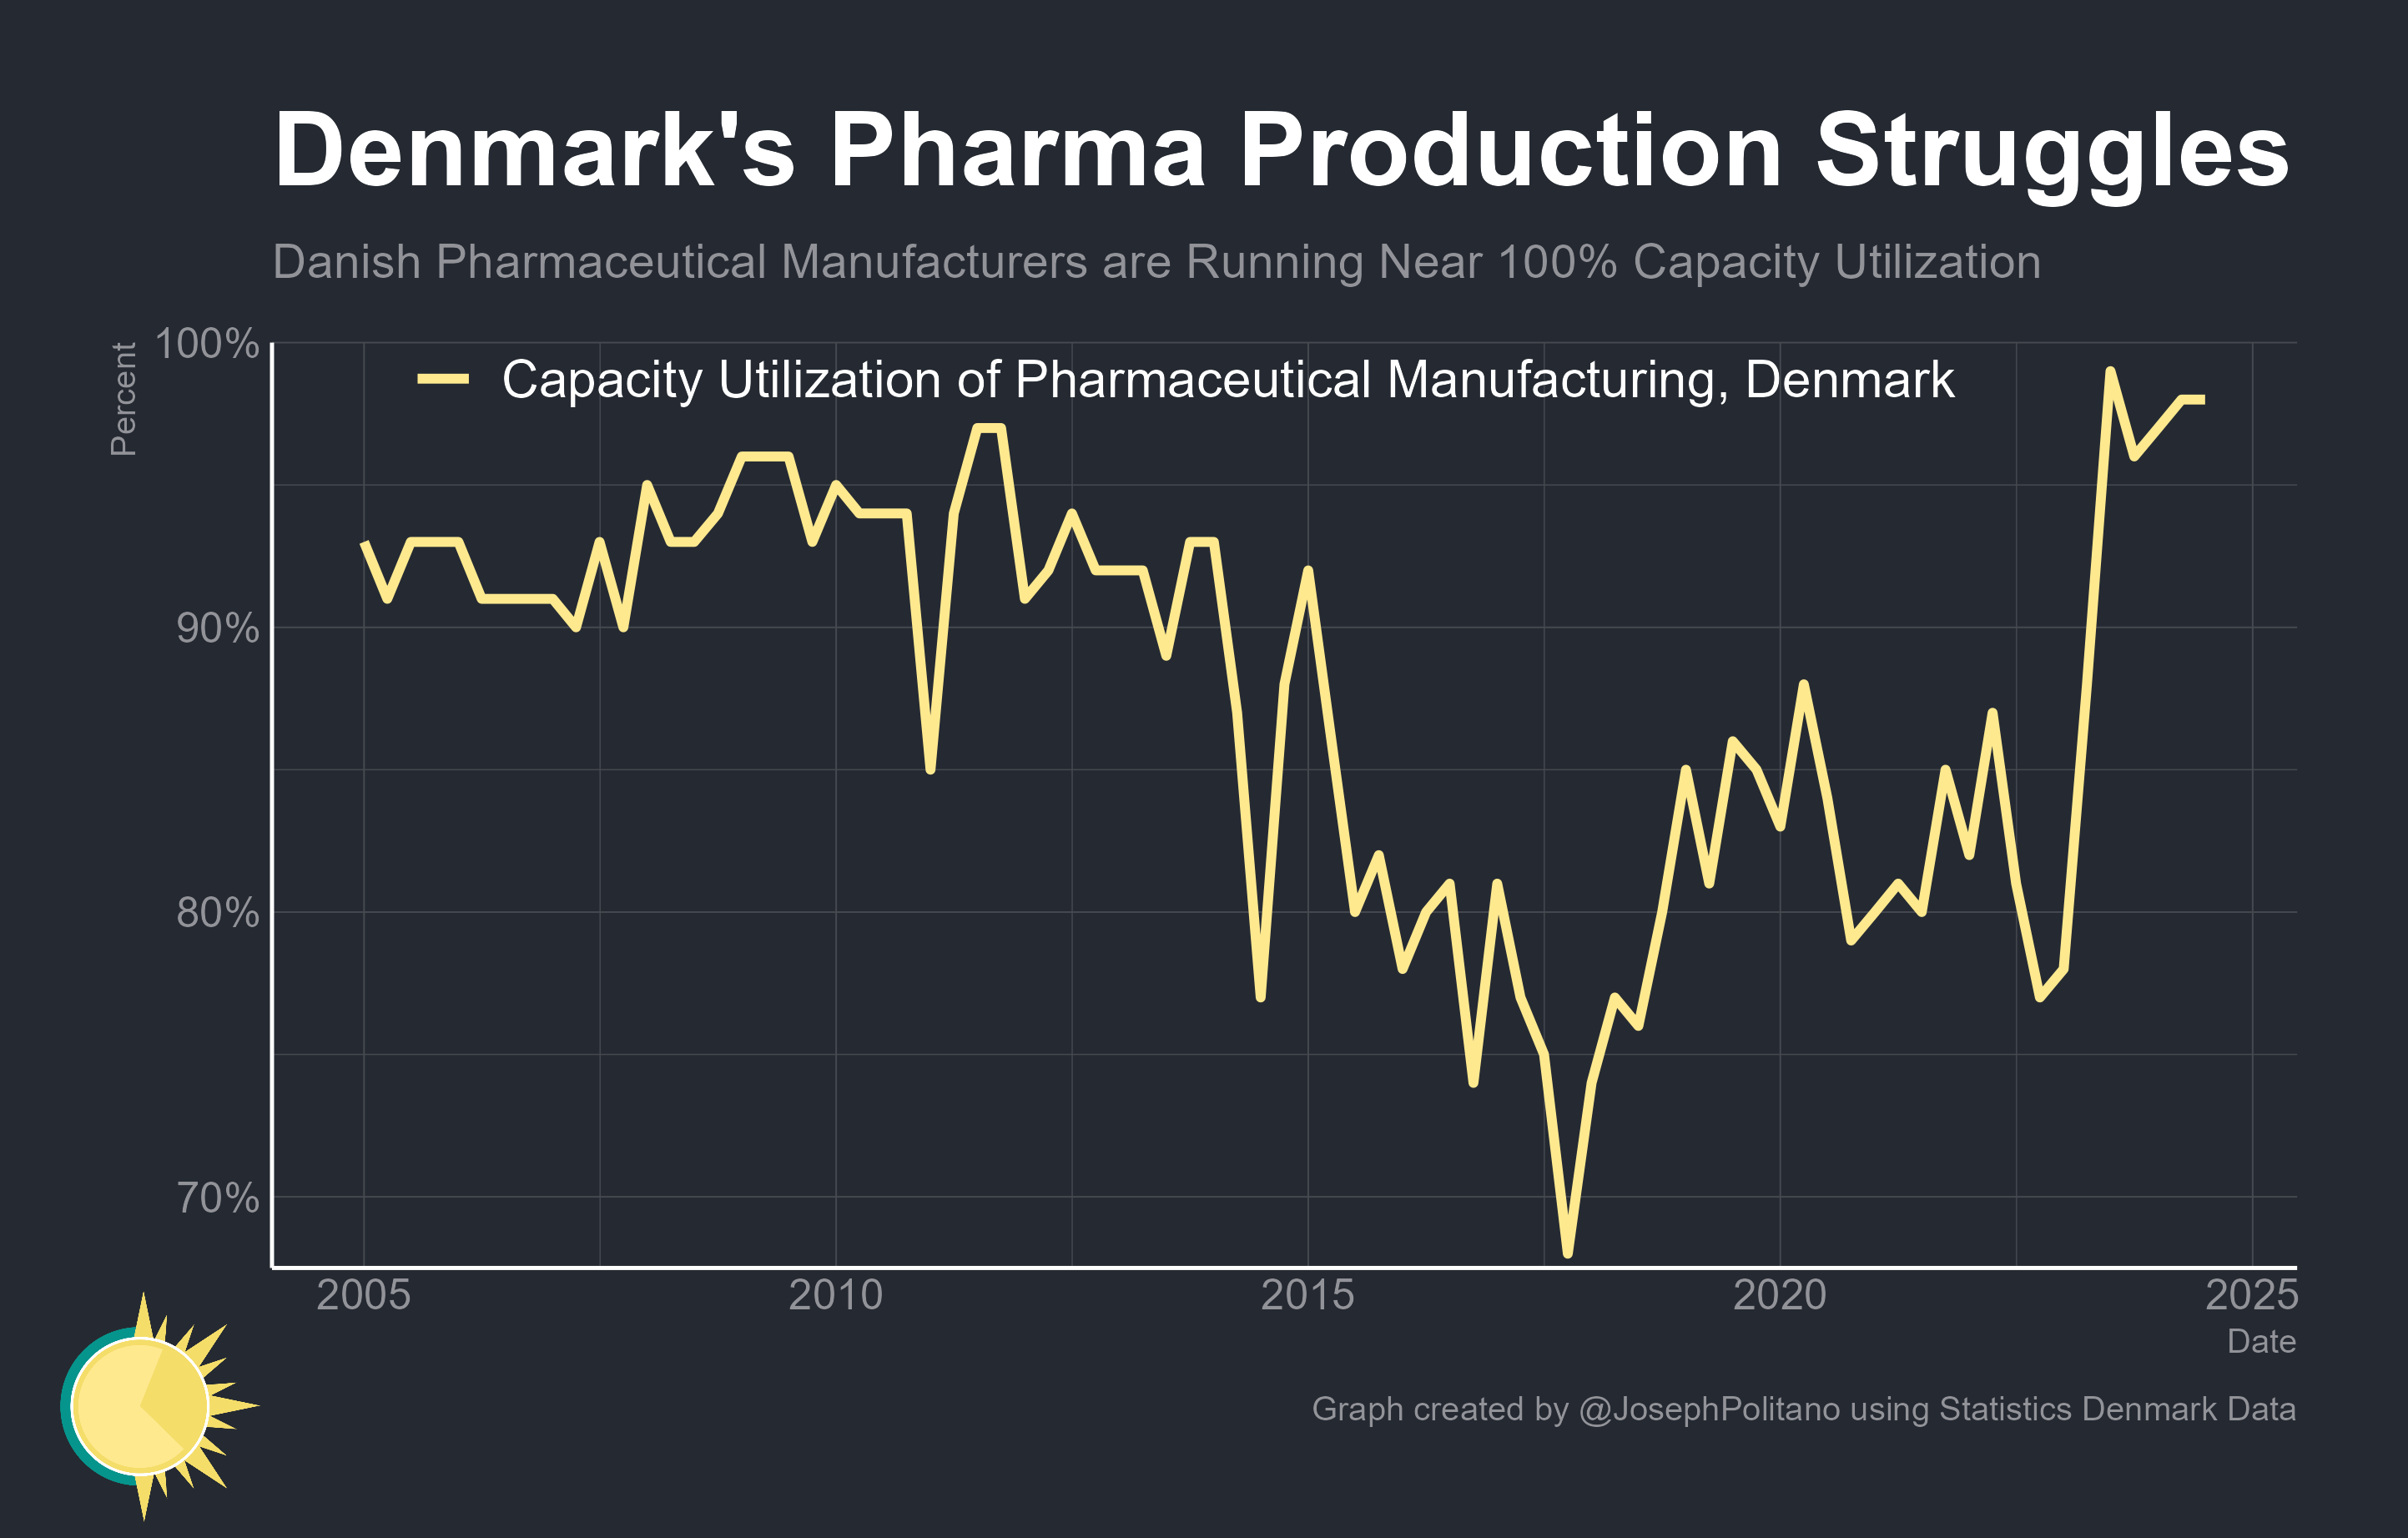 Denmark's Pharma Production Struggles
Danish Pharmaceutical Manufacturers are Running Near 100% Capacity Utilization
Percent
100%
90%
80%
70%
Capacity Utilization of Pharmaceutical Manufacturing, Denmark
2005 2010 2015 2020 2025
Date
Graph created by @JosephPolitano using Statistics Denmark Data